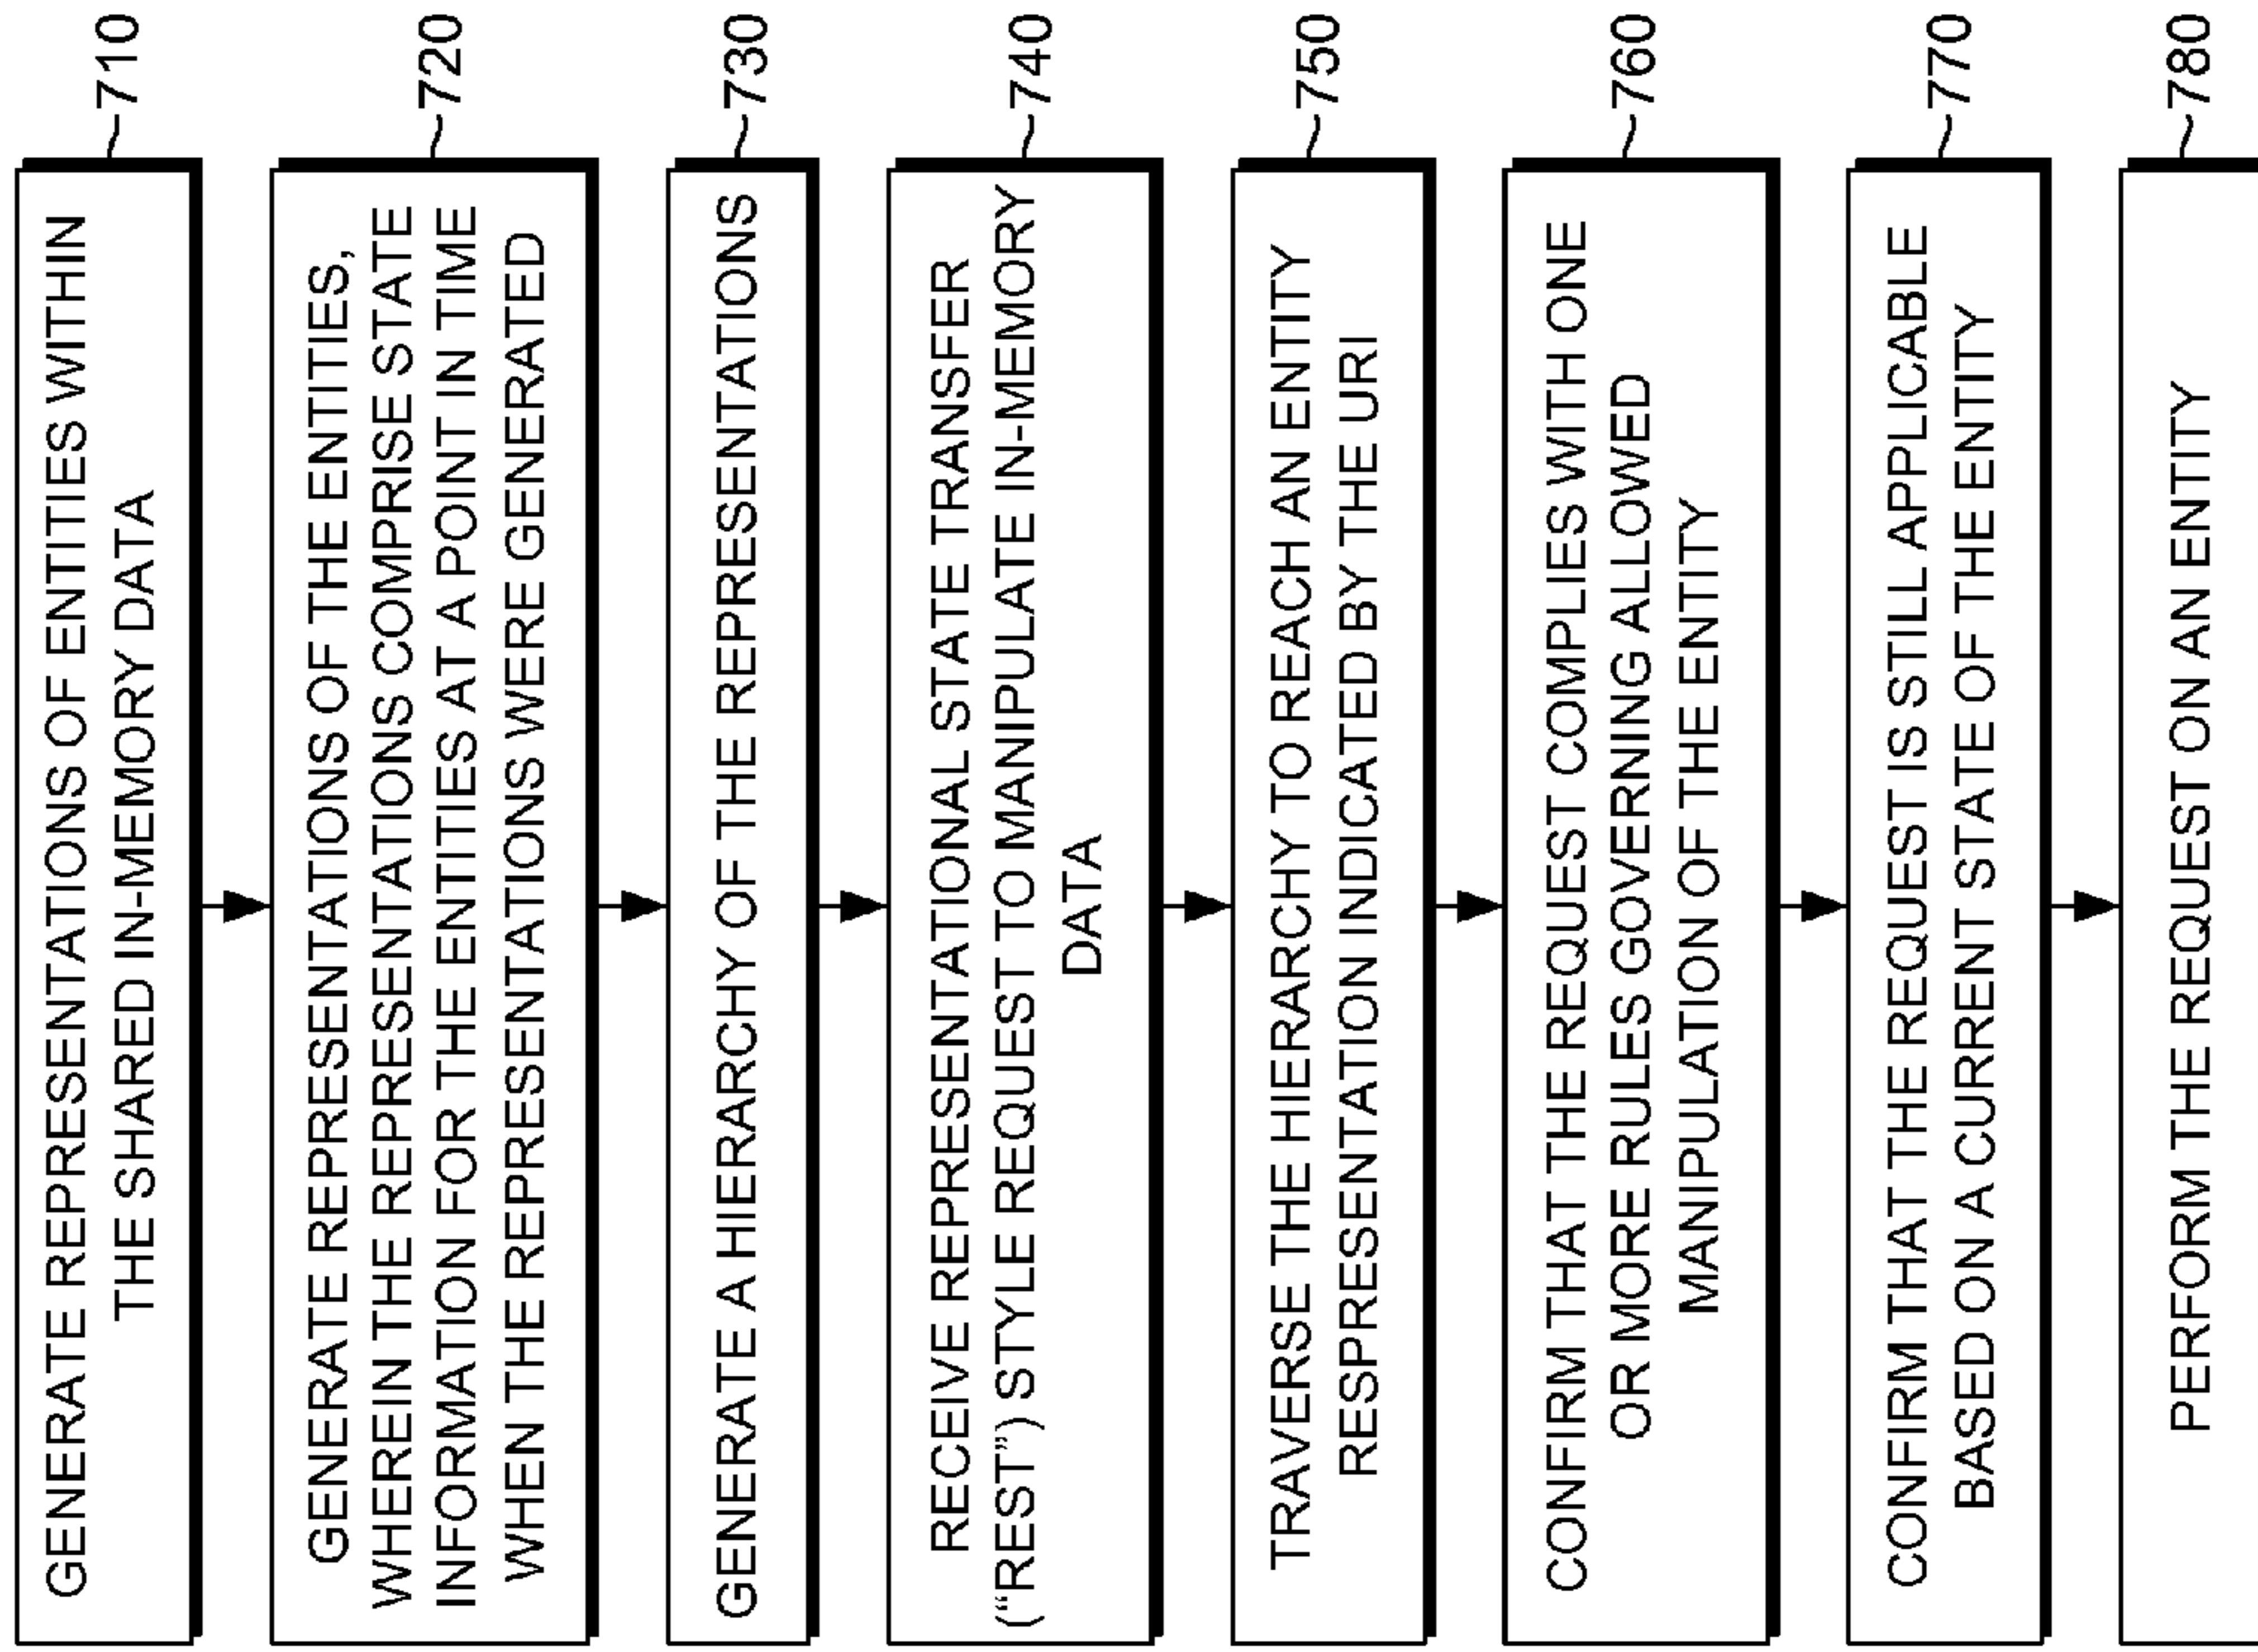 GENERATE REPRESENTATIONS OF ENTITIES WITHIN
THE SHARED IN-MEMORY DATA
710
GENERATE REPRESENTATIONS OF THE ENTITIES,
WHEREIN THE REPRESENTATIONS COMPRISE STATE
INFORMATION FOR THE ENTITIES AT A POINT IN TIME
WHEN THE REPRESENTATIONS WERE GENERATED
720
GENERATE A HIERARCHY OF THE REPRESENTATIONS
730
RECEIVE REPRESENTATIONAL STATE TRANSFER
(“REST”) STYLE REQUEST TO MANIPULATE IN-MEMORY
DATA
740
TRAVERSE THE HIERARCHY TO REACH AN ENTITY
RESPRESENTATION INDICATED BY THE URI
750
CONFIRM THAT THE REQUEST COMPLIES WITH ONE
OR MORE RULES GOVERNING ALLOWED
MANIPULATION OF THE ENTITY
760
CONFIRM THAT THE REQUEST IS STILL APPLICABLE
BASED ON A CURRENT STATE OF THE ENTITY
770
PERFORM THE REQUEST ON AN ENTITY
780